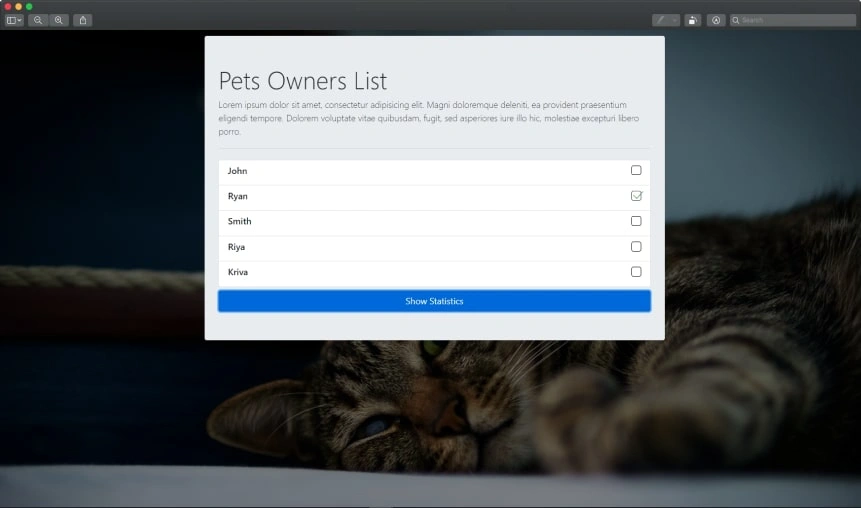 Search
Pets Owners List
Lorem ipsum dolor sit amet, consectetur adipisicing elit. Magni doloremque deleniti, ea provident praesentium
eligendi tempore. Dolorem voluptate vitae quibusdam, fugit, sed asperiores iure illo hic, molestiae excepturi libero
porro.
John
Ryan
Smith
Riya
Kriva
Show Statistics